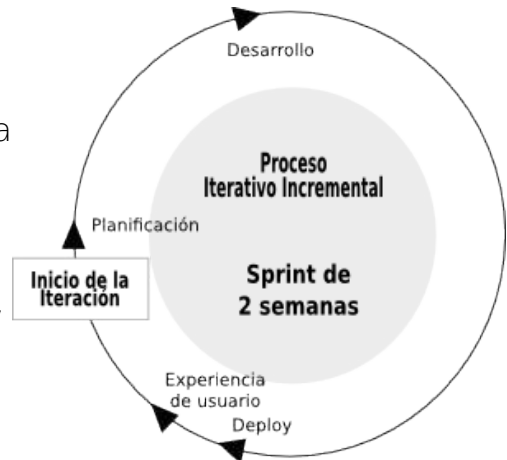 Desarrollo
a
Proceso
Iterativo Incremental
Planificación
Inicio de la
Iteración
Sprint de
2 semanas
Experiencia
de usuario
Deploy